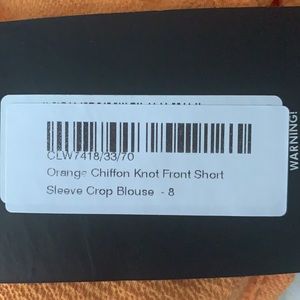 CLW7418/33/70
Orange Chiffon Knot Front Short
Sleeve Crop Blouse - 8
WARNING!